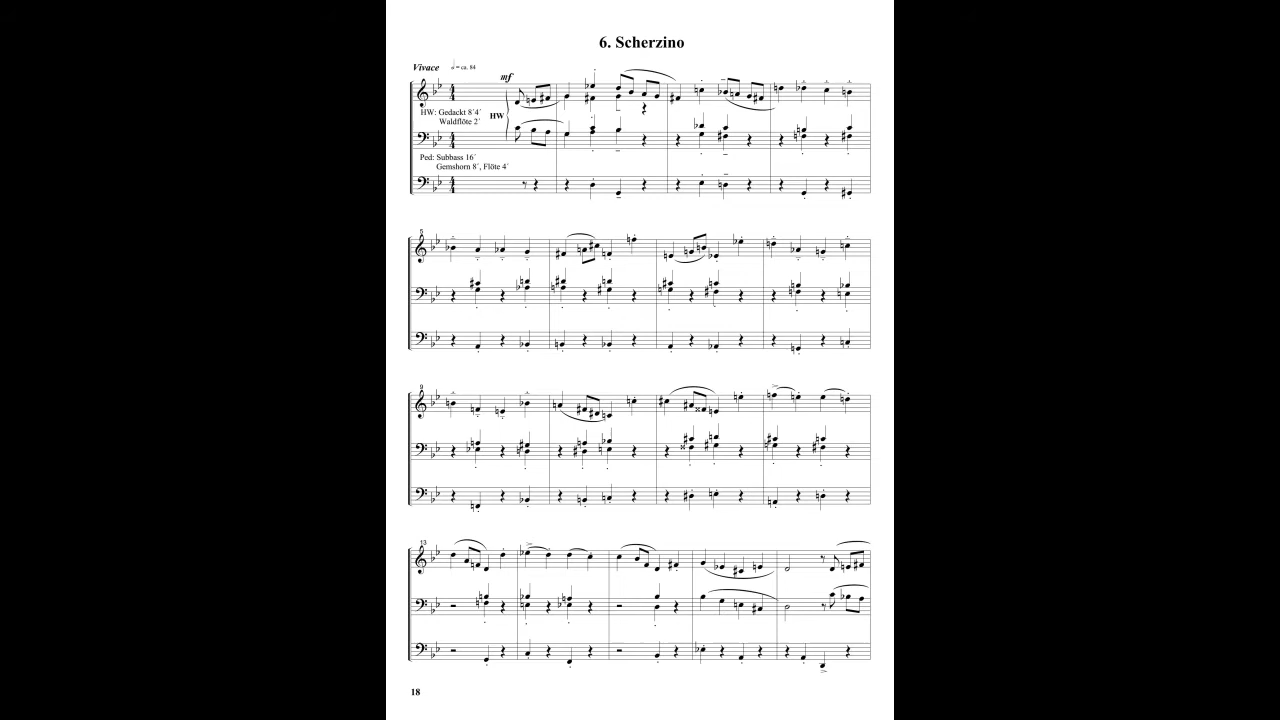 6. Scherzino
Vivace = ca. 84
mf
HW: Gedackt 8´4´
Waldflöte 2´
HW
Ped: Subbass 16´
Gemshorn 8´, Flöte 4´
5
9
13
18